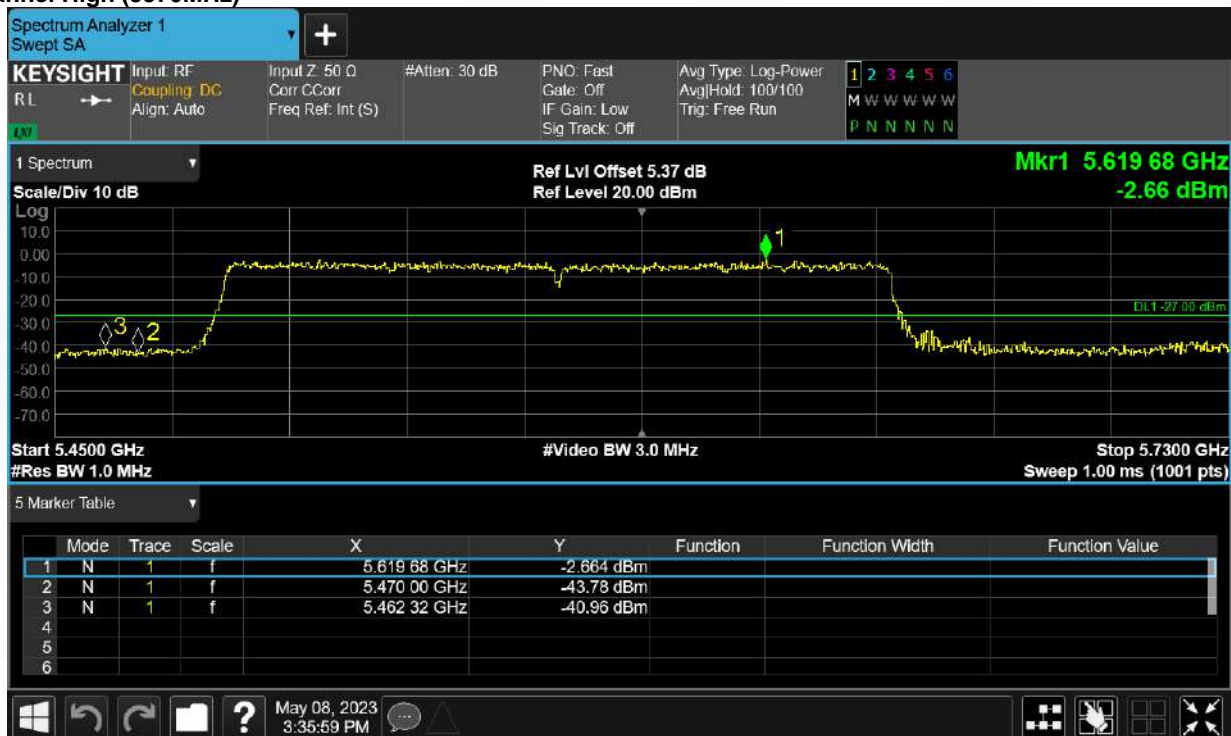 Spectrum Analyzer 1
Swept SA
+
KEYSIGHT
RL
LXI
Input: RF
Coupling: DC
Align: Auto
Input Z: 50 Ω
Corr CCorr
Freq Ref: Int (S)
#Atten: 30 dB
PNO: Fast
Gate: Off
IF Gain: Low
Sig Track: Off
Avg Type: Log-Power
Avg|Hold: 100/100
Trig: Free Run
1 2 3 4 5 6
M W W W W W
P N N N N N
1 Spectrum
Scale/Div 10 dB
Ref Lvl Offset 5.37 dB
Ref Level 20.00 dBm
Mkr1 5.619 68 GHz
-2.66 dBm
Log
10.0
0.00
-10.0
-20.0
-30.0
-40.0
-50.0
-60.0
-70.0
1
3
2
DL1 -27.00 dBm
Start 5.4500 GHz
#Video BW 3.0 MHz
Stop 5.7300 GHz
#Res BW 1.0 MHz
Sweep 1.00 ms (1001 pts)
5 Marker Table
Mode Trace Scale X Y Function Function Width Function Value
1 N 1 f 5.619 68 GHz -2.664 dBm
2 N 1 f 5.470 00 GHz -43.78 dBm
3 N 1 f 5.462 32 GHz -40.96 dBm
4
5
6
?
May 08, 2023
3:35:59 PM